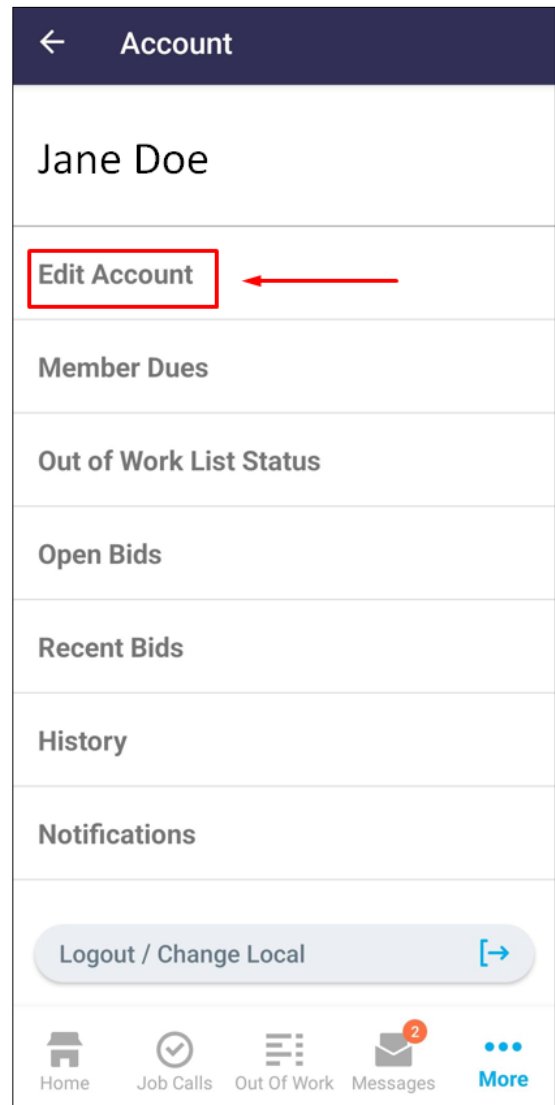 Account
Jane Doe
Edit Account
Member Dues
Out of Work List Status
Open Bids
Recent Bids
History
Notifications
Logout / Change Local
2
Home Job Calls Out Of Work Messages More